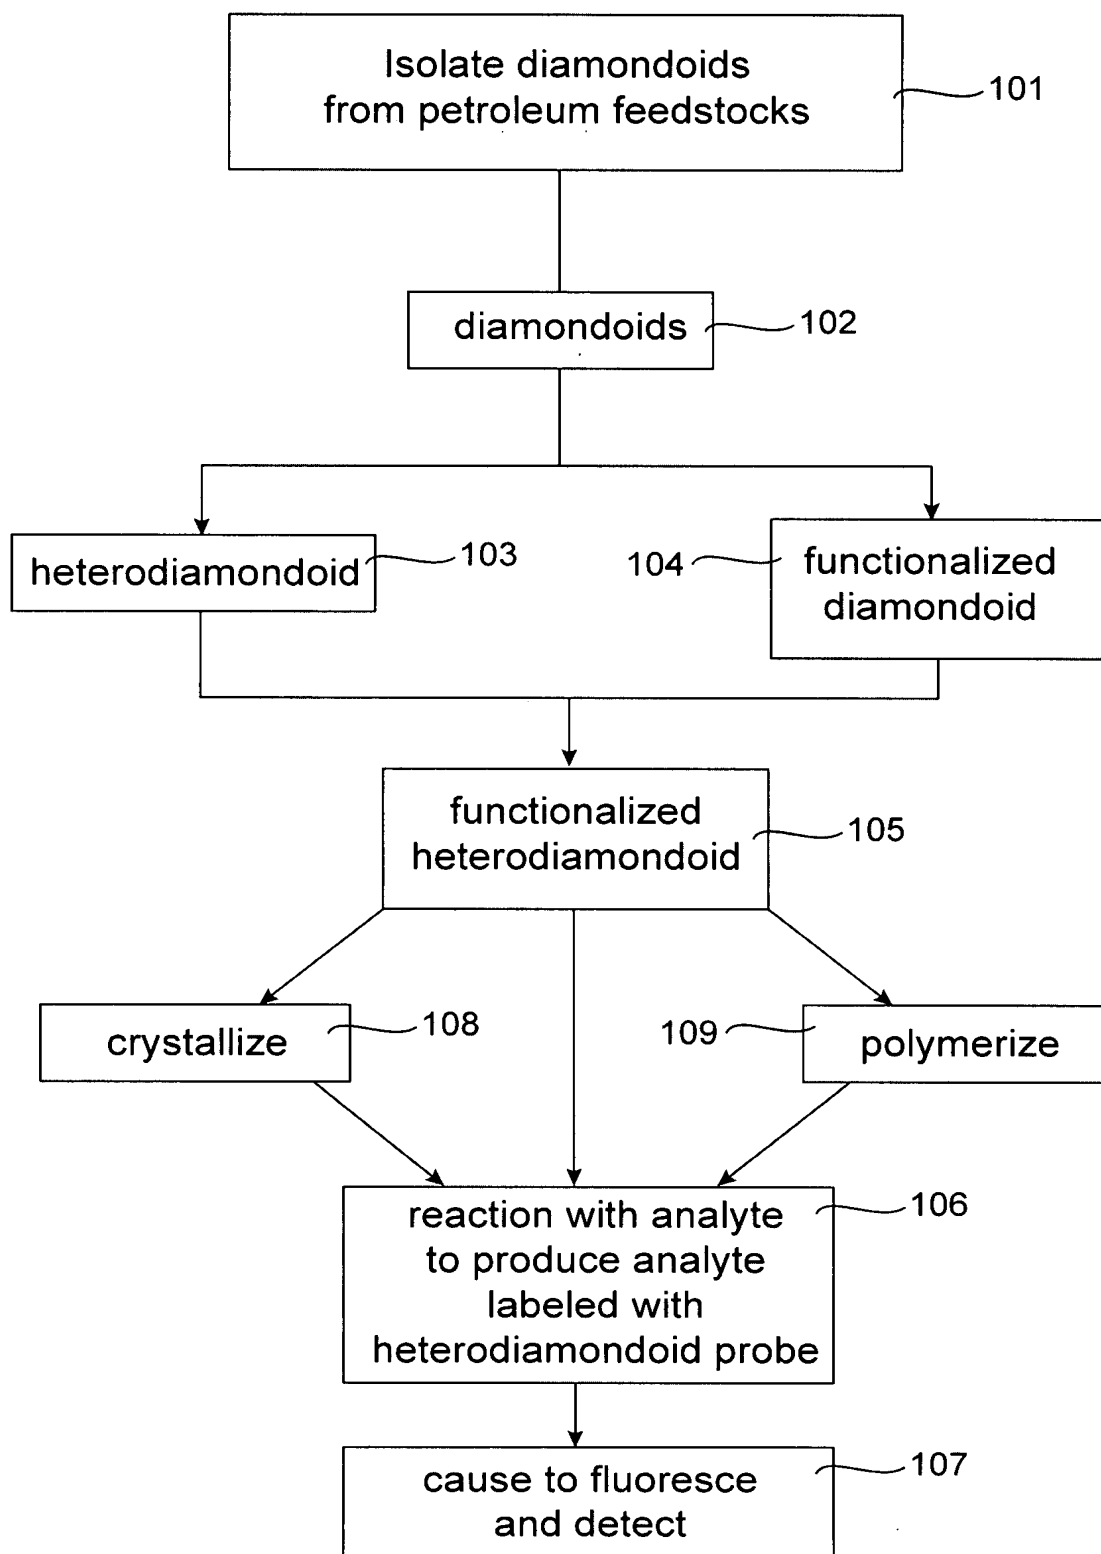 Isolate diamondoids
from petroleum feedstocks
101
diamondoids
102
heterodiamondoid
103
104
functionalized
diamondoid
functionalized
heterodiamondoid
105
crystallize
108
109
polymerize
reaction with analyte
to produce analyte
labeled with
heterodiamondoid probe
106
cause to fluoresce
and detect
107